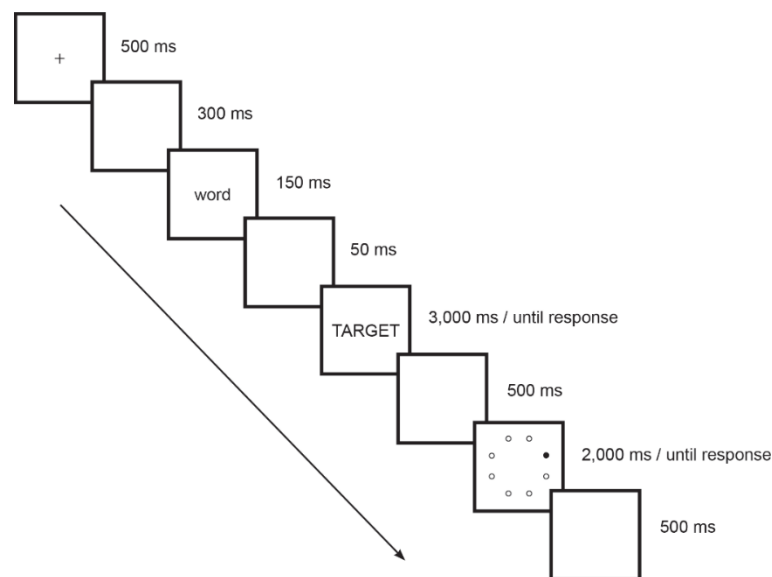 +
500 ms
300 ms
word
150 ms
50 ms
TARGET
3,000 ms / until response
500 ms
2,000 ms / until response
500 ms